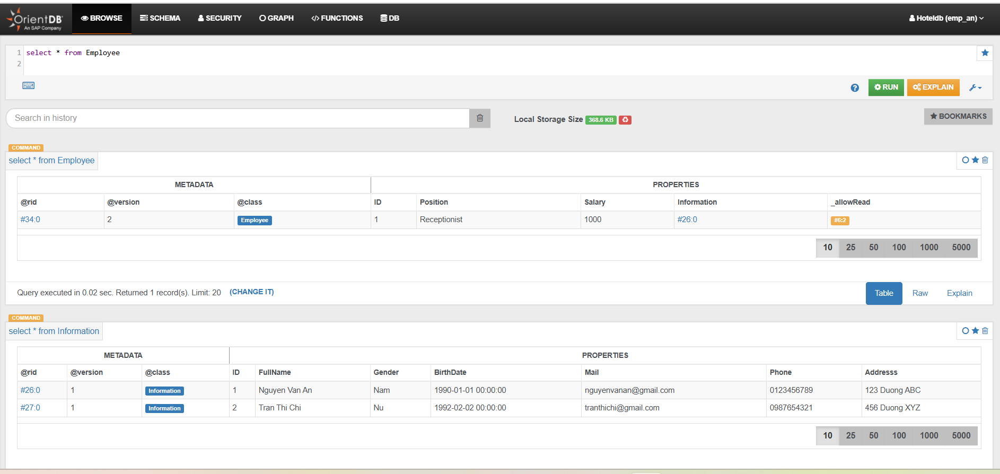 OrientDB
An SAP Company
BROWSE SCHEMA SECURITY GRAPH FUNCTIONS DB Hoteldb (emp_an)
1 select * from Employee
2
RUN EXPLAIN
Search in history Local Storage Size 368.6 KB BOOKMARKS
COMMAND
select * from Employee
METADATA PROPERTIES
@rid @version @class ID Position Salary Information _allowRead
#34:0 2 Employee 1 Receptionist 1000 #26:0 #6:2
10 25 50 100 1000 5000
Query executed in 0.02 sec. Returned 1 record(s). Limit: 20 (CHANGE IT) Table Raw Explain
COMMAND
select * from Information
METADATA PROPERTIES
@rid @version @class ID FullName Gender BirthDate Mail Phone Addresss
#26:0 1 Information 1 Nguyen Van An Nam 1990-01-01 00:00:00 nguyenvanan@gmail.com 0123456789 123 Duong ABC
#27:0 1 Information 2 Tran Thi Chi Nu 1992-02-02 00:00:00 tranthichi@gmail.com 0987654321 456 Duong XYZ
10 25 50 100 1000 5000